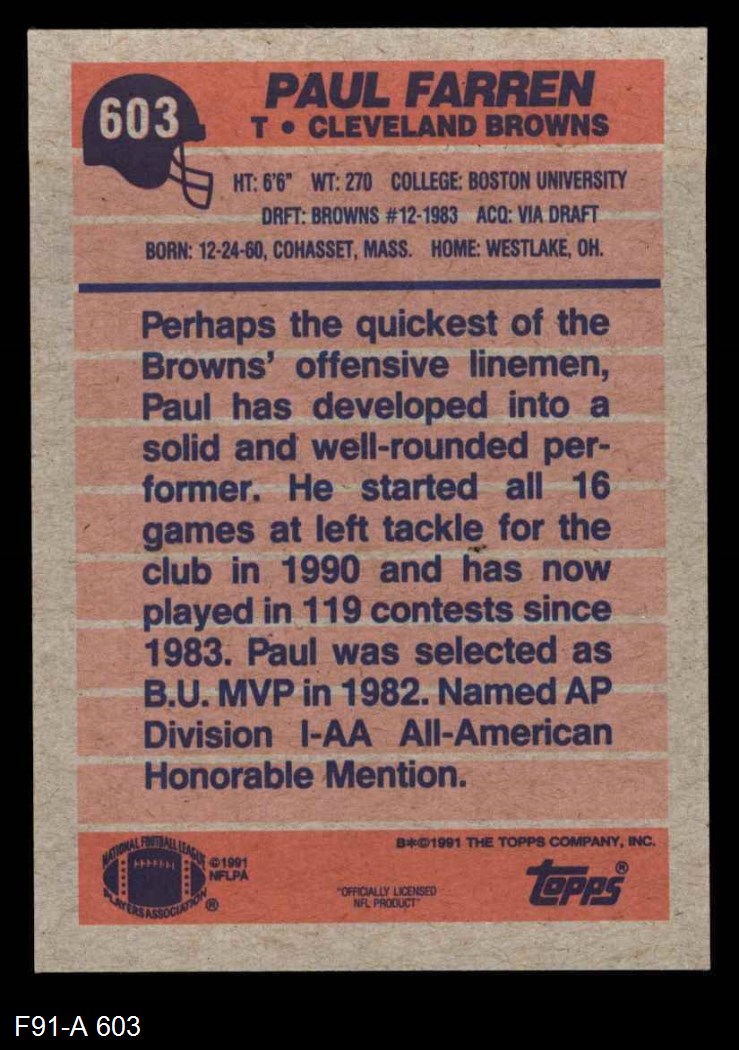 603
PAUL FARREN
T • CLEVELAND BROWNS
HT: 6'6" WT: 270 COLLEGE: BOSTON UNIVERSITY
DRFT: BROWNS #12-1983 ACQ: VIA DRAFT
BORN: 12-24-60, COHASSET, MASS. HOME: WESTLAKE, OH.
Perhaps the quickest of the
Browns' offensive linemen,
Paul has developed into a
solid and well-rounded per-
former. He started all 16
games at left tackle for the
club in 1990 and has now
played in 119 contests since
1983. Paul was selected as
B.U. MVP in 1982. Named AP
Division I-AA All-American
Honorable Mention.
B*©1991 THE TOPPS COMPANY, INC.
NATIONAL FOOTBALL LEAGUE
PLAYERS ASSOCIATION ®
©1991
NFLPA
"OFFICIALLY LICENSED
NFL PRODUCT"
topps®
F91-A 603